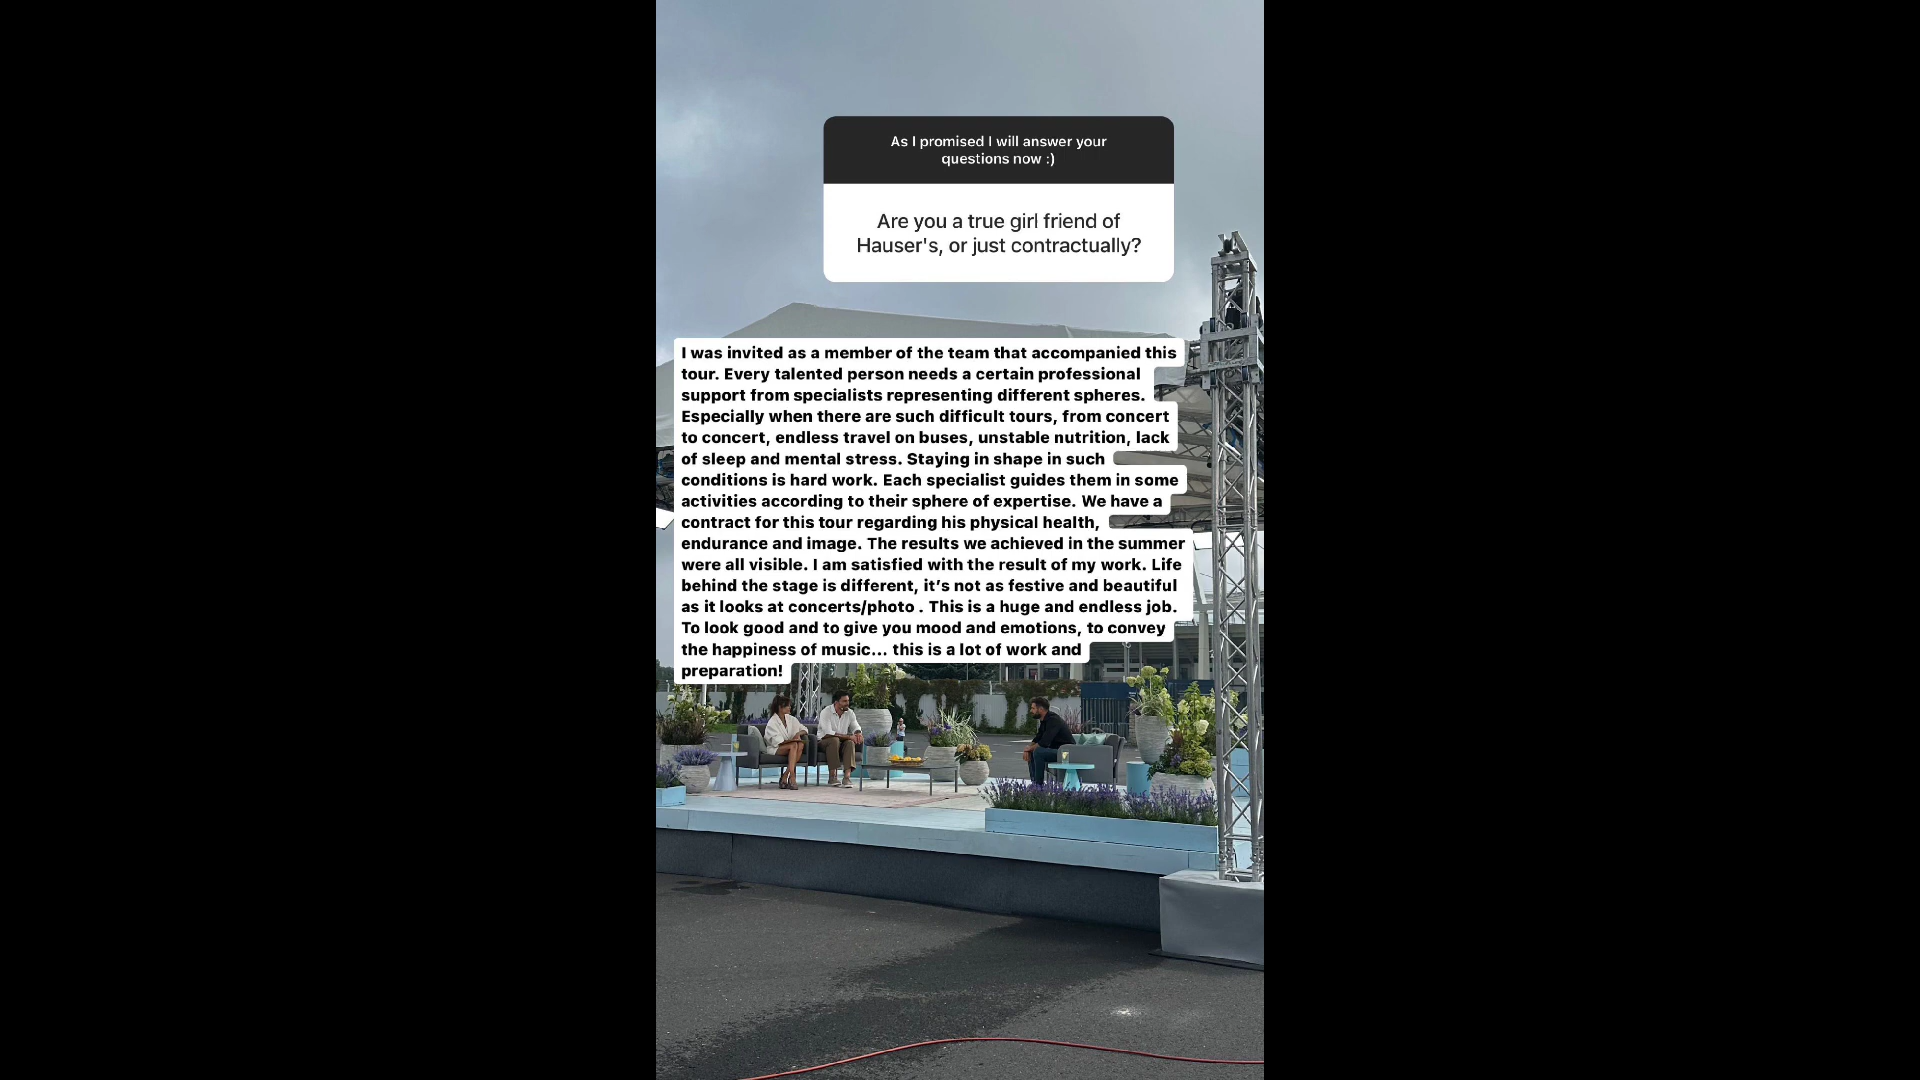 As I promised I will answer your
questions now :)
Are you a true girl friend of
Hauser's, or just contractually?
I was invited as a member of the team that accompanied this
tour. Every talented person needs a certain professional
support from specialists representing different spheres.
Especially when there are such difficult tours, from concert
to concert, endless travel on buses, unstable nutrition, lack
of sleep and mental stress. Staying in shape in such
conditions is hard work. Each specialist guides them in some
activities according to their sphere of expertise. We have a
contract for this tour regarding his physical health,
endurance and image. The results we achieved in the summer
were all visible. I am satisfied with the result of my work. Life
behind the stage is different, it’s not as festive and beautiful
as it looks at concerts/photo . This is a huge and endless job.
To look good and to give you mood and emotions, to convey
the happiness of music... this is a lot of work and
preparation!